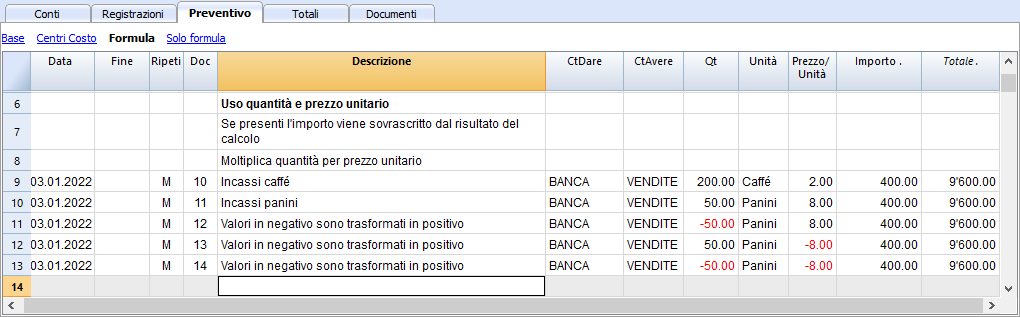 Conti Registrazioni Preventivo Totali Documenti
Base Centri Costo Formula Solo formula
Data Fine Ripeti Doc Descrizione CtDare CtAvere Qt Unità Prezzo/ Importo . Totale .
Unità
6 Uso quantità e prezzo unitario
7 Se presenti l'importo viene sovrascritto dal risultato del
calcolo
8 Moltiplica quantità per prezzo unitario
9 03.01.2022 M 10 Incassi caffé BANCA VENDITE 200.00 Caffé 2.00 400.00 9'600.00
10 03.01.2022 M 11 Incassi panini BANCA VENDITE 50.00 Panini 8.00 400.00 9'600.00
11 03.01.2022 M 12 Valori in negativo sono trasformati in positivo BANCA VENDITE -50.00 Panini 8.00 400.00 9'600.00
12 03.01.2022 M 13 Valori in negativo sono trasformati in positivo BANCA VENDITE 50.00 Panini -8.00 400.00 9'600.00
13 03.01.2022 M 14 Valori in negativo sono trasformati in positivo BANCA VENDITE -50.00 Panini -8.00 400.00 9'600.00
14